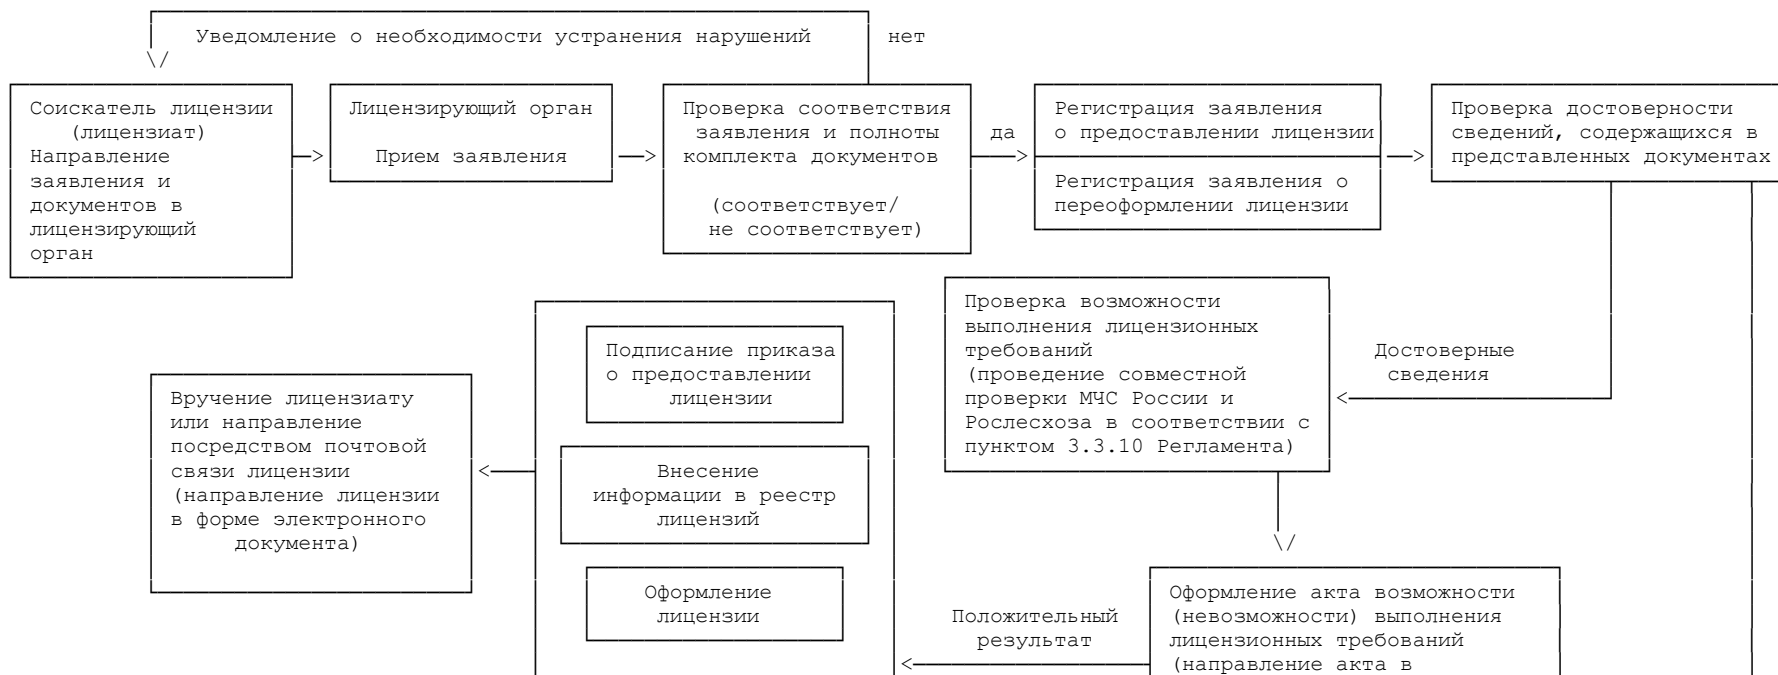 Уведомление о необходимости устранения нарушений
нет
Соискатель лицензии
(лицензиат)
Направление
заявления и
документов в
лицензирующий
орган
Лицензирующий орган
Прием заявления
Проверка соответствия
заявления и полноты
комплекта документов
(соответствует/
не соответствует)
да
Регистрация заявления
о предоставлении лицензии
Регистрация заявления о
переоформлении лицензии
Проверка достоверности
сведений, содержащихся в
представленных документах
Достоверные
сведения
Проверка возможности
выполнения лицензионных
требований
(проведение совместной
проверки МЧС России и
Рослесхоза в соответствии с
пунктом 3.3.10 Регламента)
Подписание приказа
о предоставлении
лицензии
Внесение
информации в реестр
лицензий
Оформление
лицензии
Вручение лицензиату
или направление
посредством почтовой
связи лицензии
(направление лицензии
в форме электронного
документа)
Положительный
результат
Оформление акта возможности
(невозможности) выполнения
лицензионных требований
(направление акта в